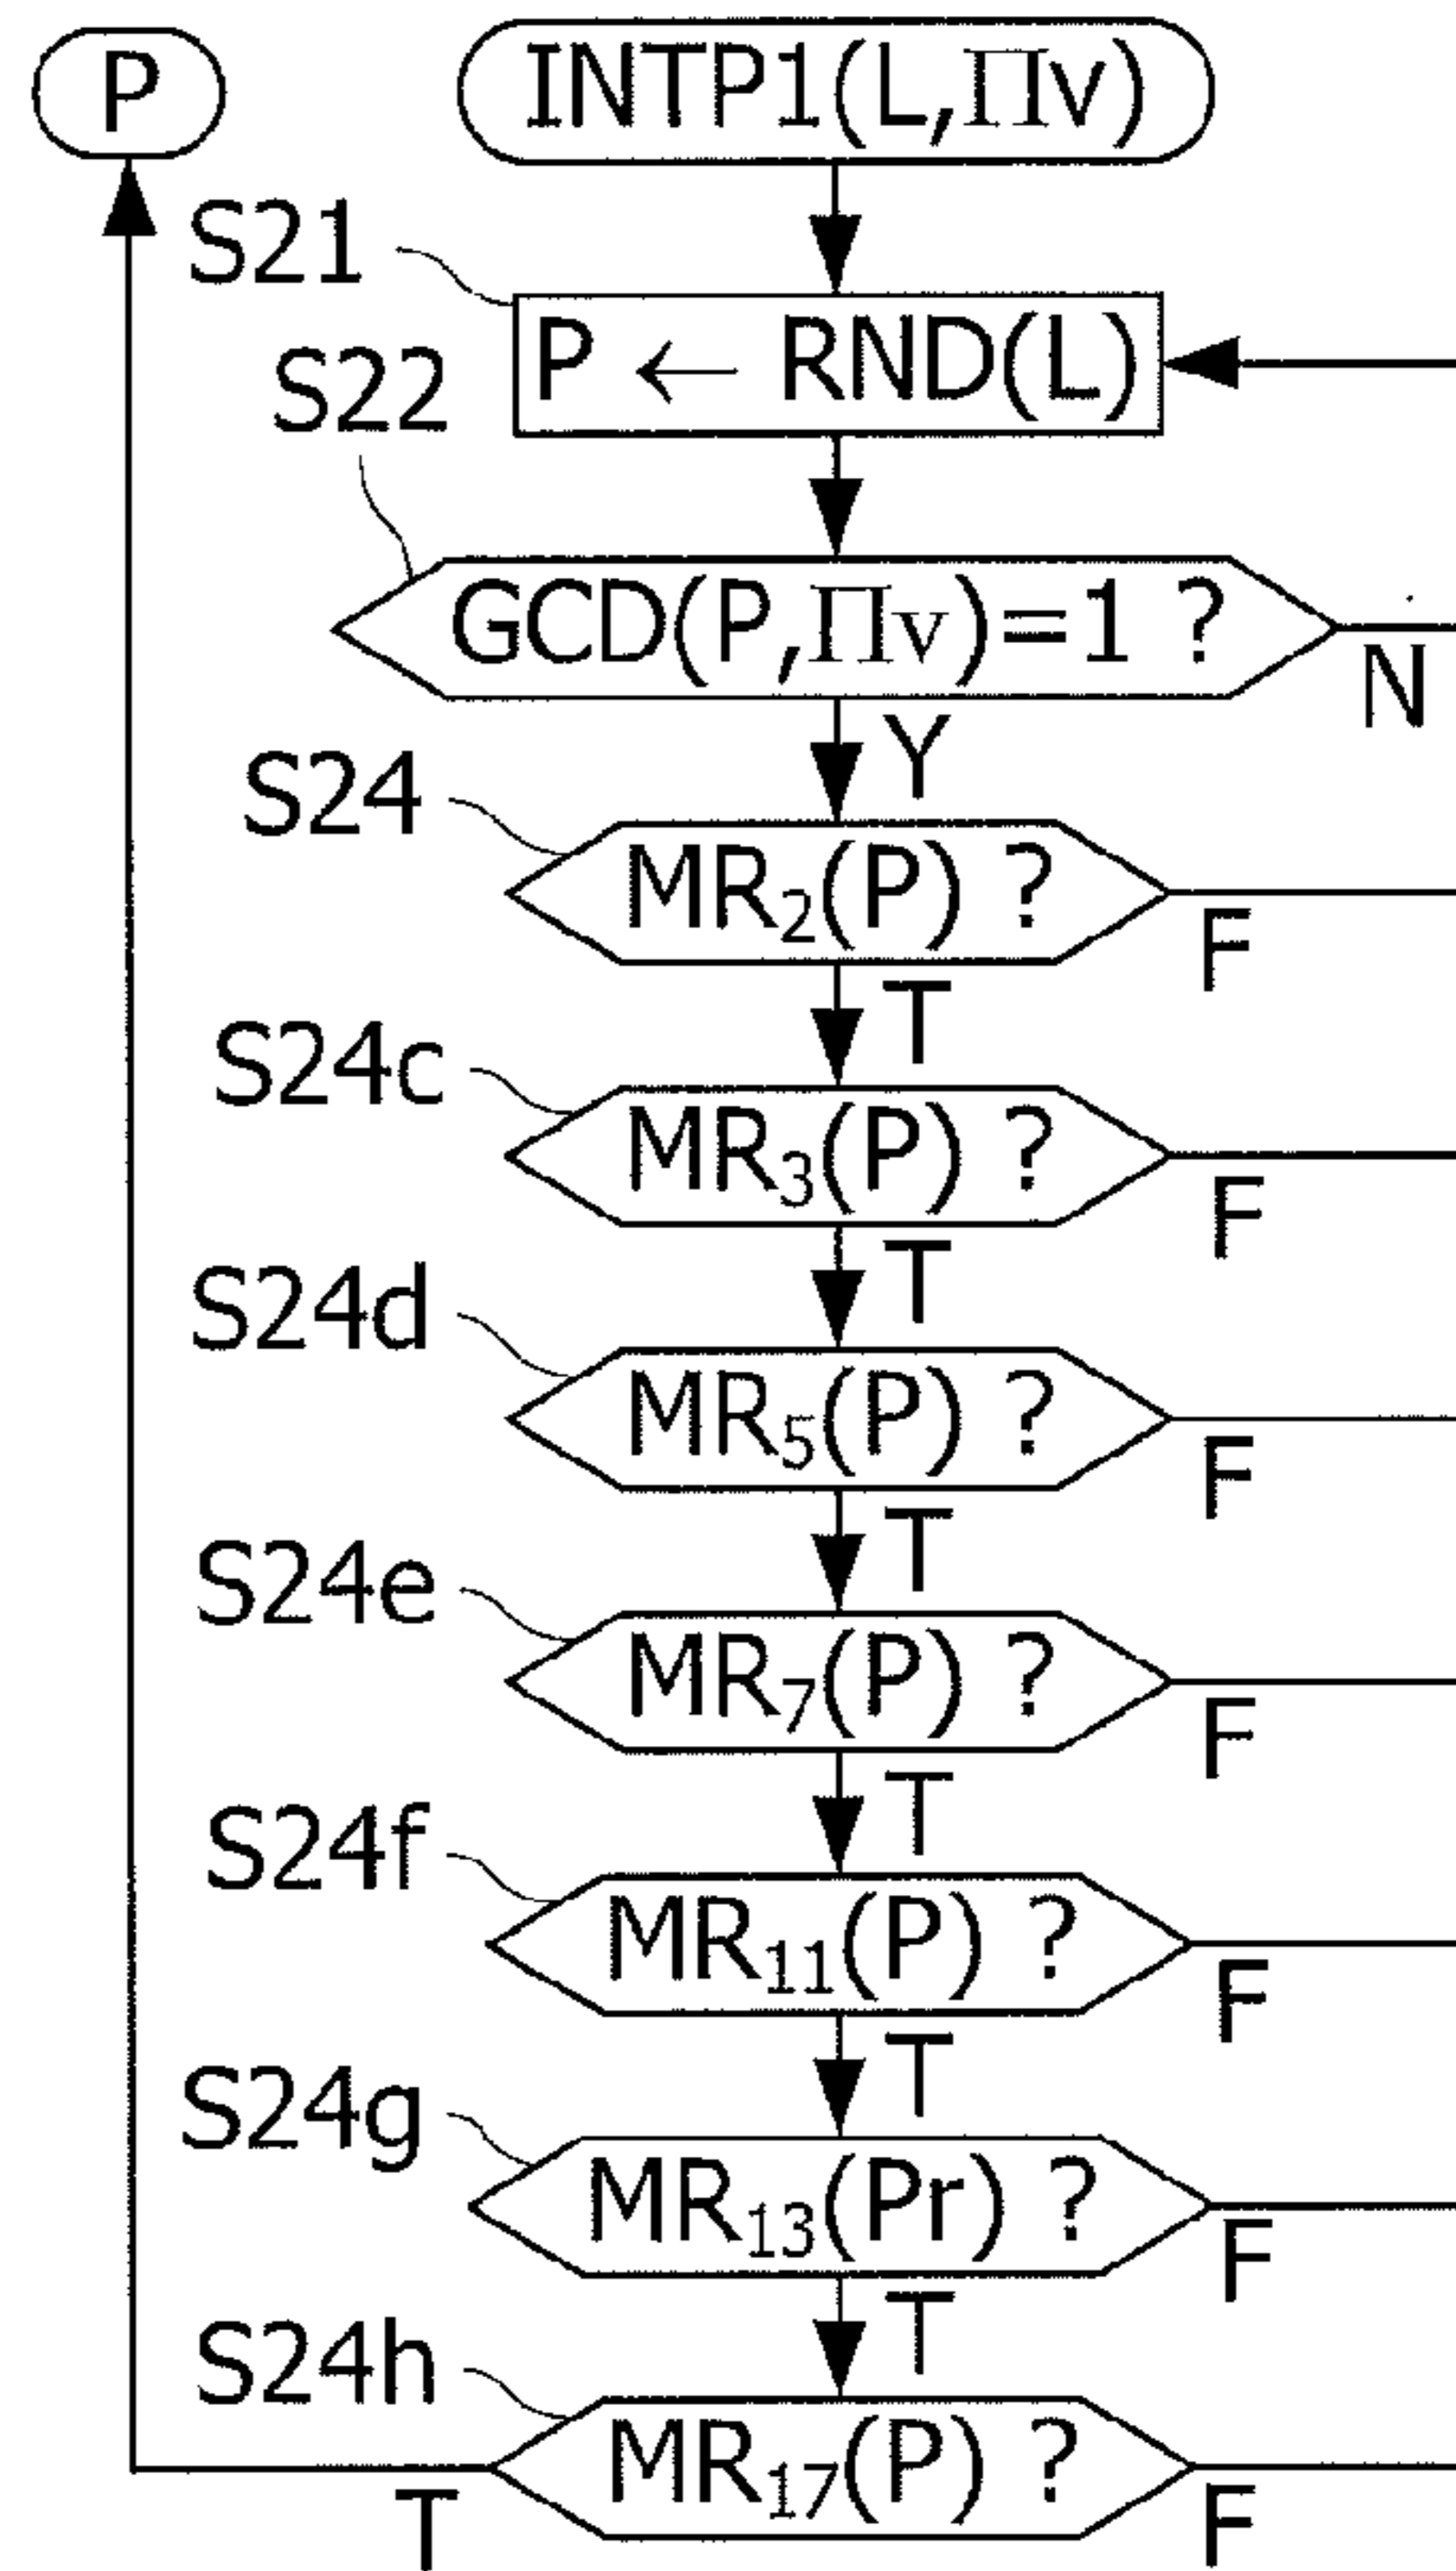 P
INTP1(L,Πv)
S21
P ← RND(L)
S22
GCD(P,Πv)=1 ?
N
Y
S24
MR₂(P) ?
F
T
S24c
MR₃(P) ?
F
T
S24d
MR₅(P) ?
F
T
S24e
MR₇(P) ?
F
T
S24f
MR₁₁(P) ?
F
T
S24g
MR₁₃(Pr) ?
F
T
S24h
MR₁₇(P) ?
T
F